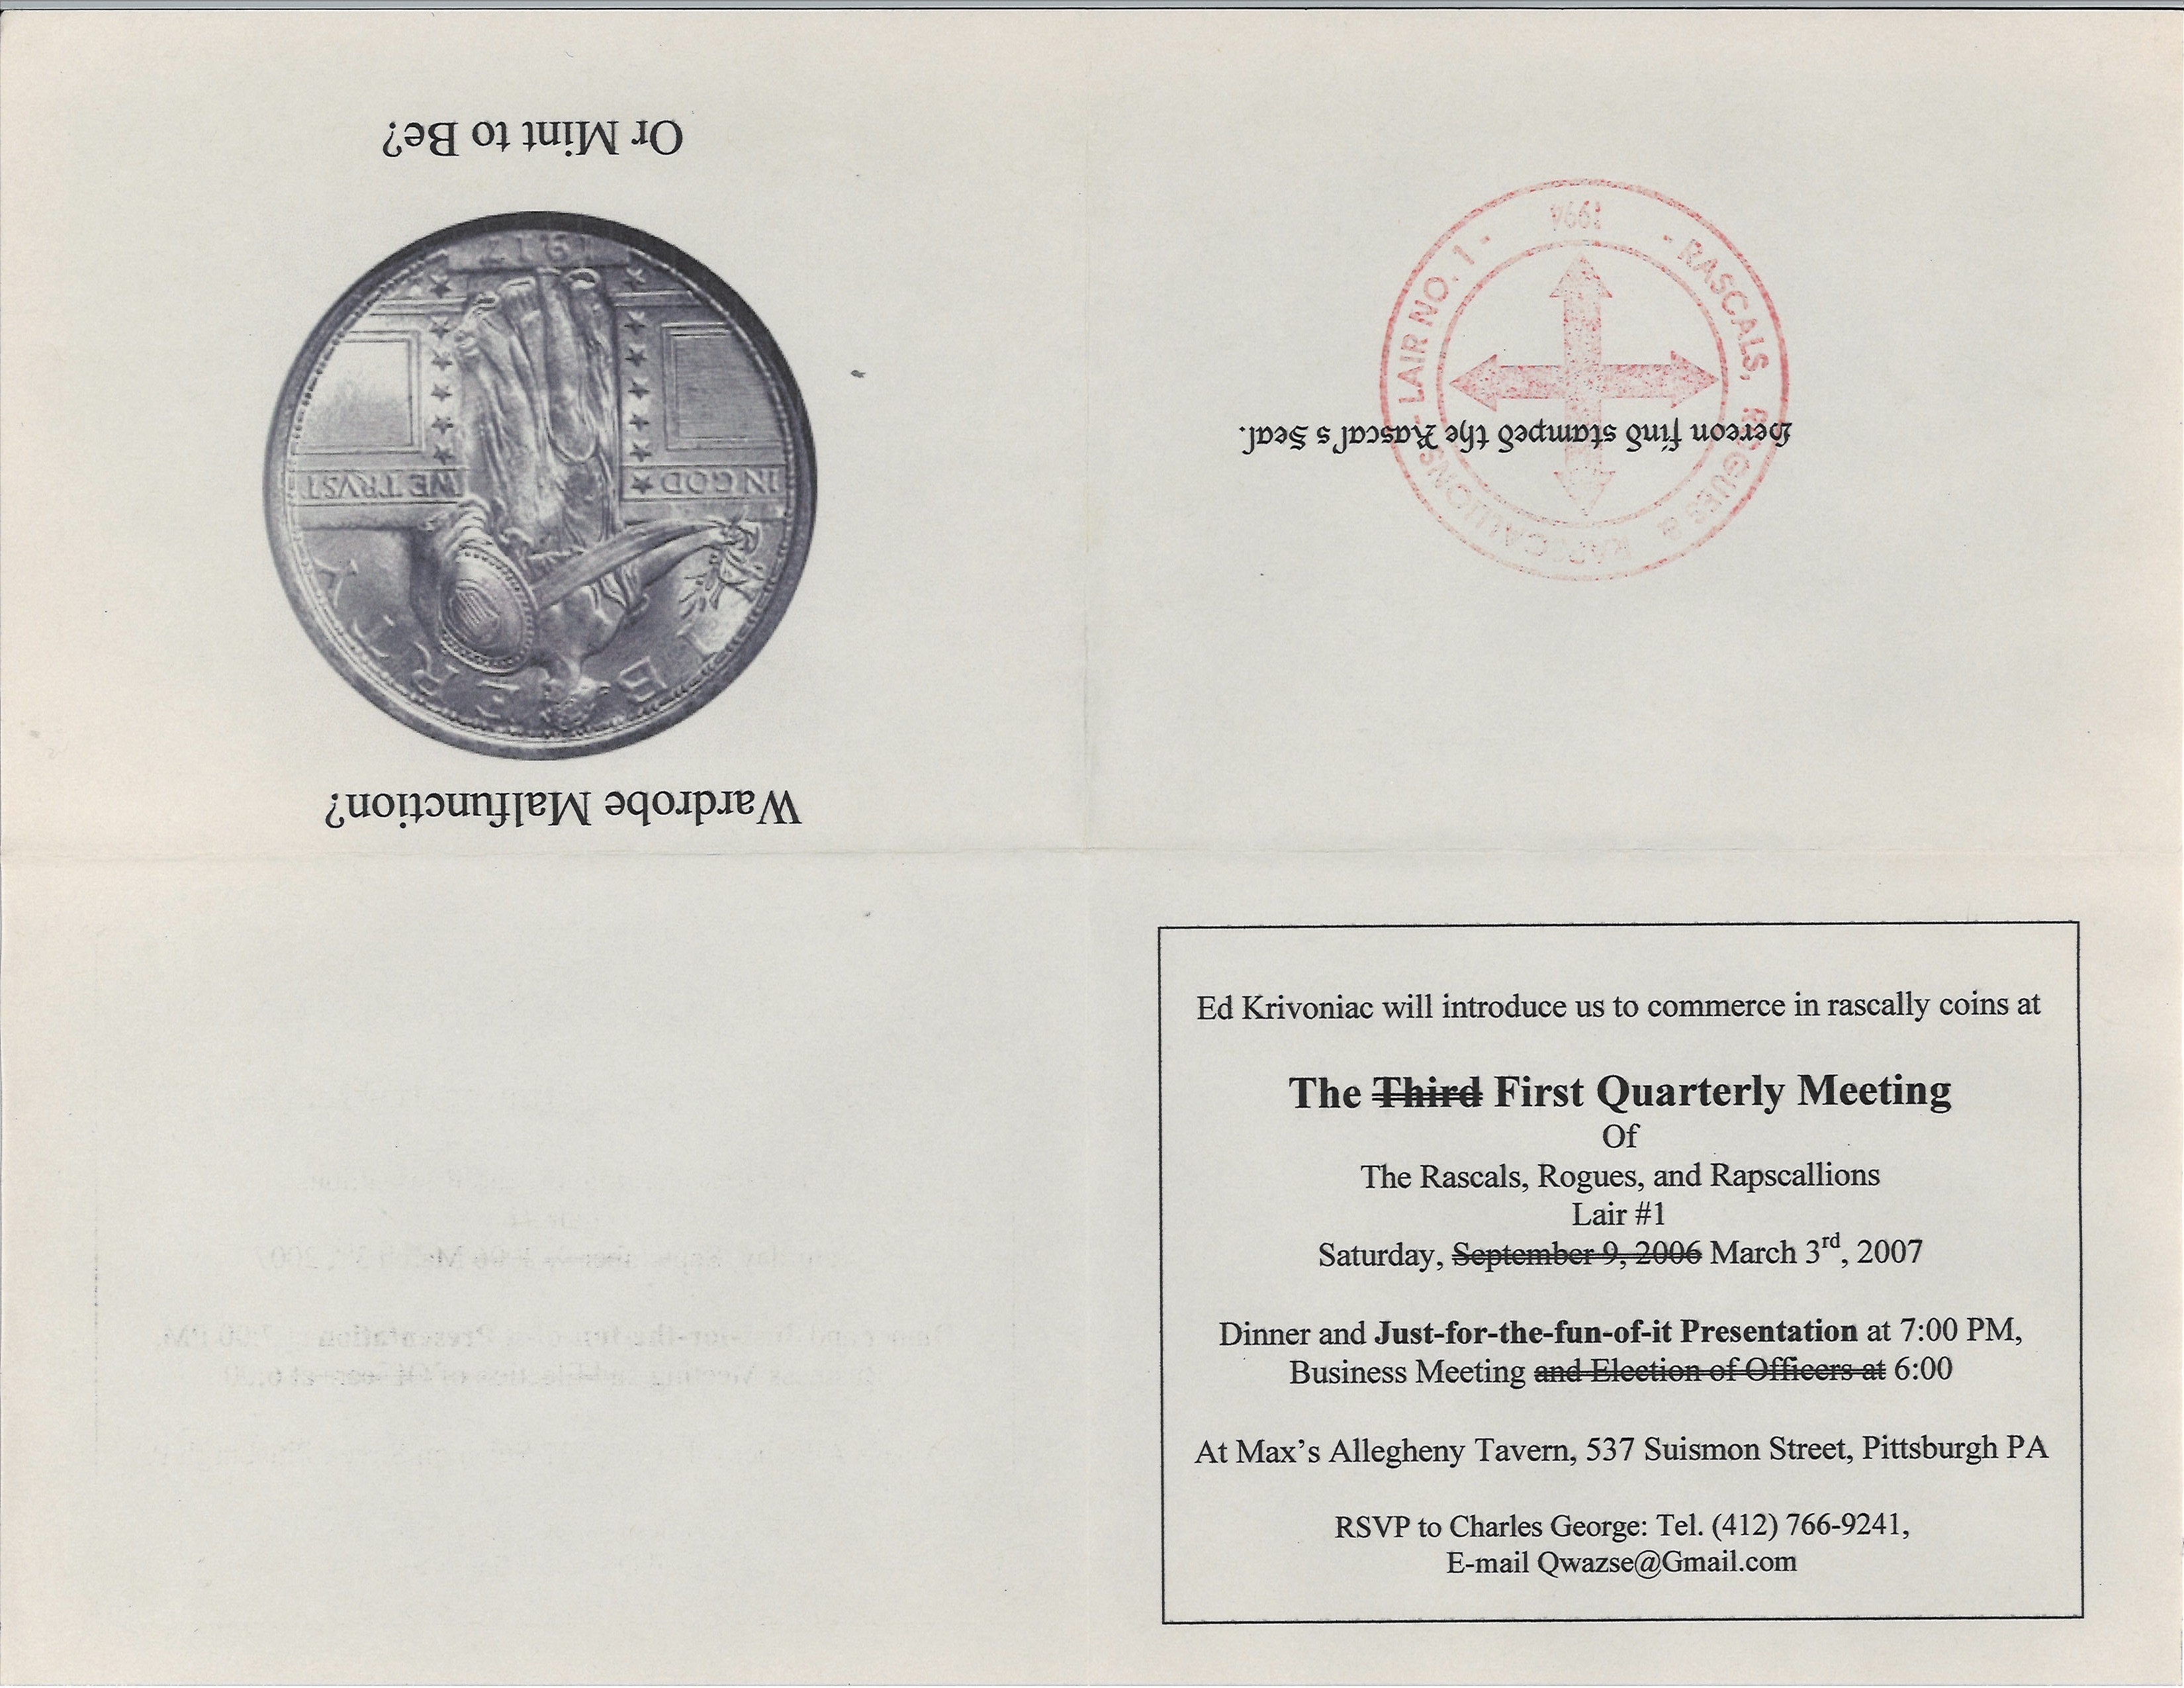 Wardrobe Malfunction?
LIBERTY
IN GOD WE TRVST
1917
Or Mint to Be?
Hereon find stamped the Rascal's Seal.
- RASCALS, ROGUES & RAPSCALLIONS - LAIR NO. 1 -
1994
Ed Krivoniac will introduce us to commerce in rascally coins at
The Third First Quarterly Meeting
Of
The Rascals, Rogues, and Rapscallions
Lair #1
Saturday, September 9, 2006 March 3rd, 2007
Dinner and Just-for-the-fun-of-it Presentation at 7:00 PM,
Business Meeting and Election of Officers at 6:00
At Max's Allegheny Tavern, 537 Suismon Street, Pittsburgh PA
RSVP to Charles George: Tel. (412) 766-9241,
E-mail Qwazse@Gmail.com